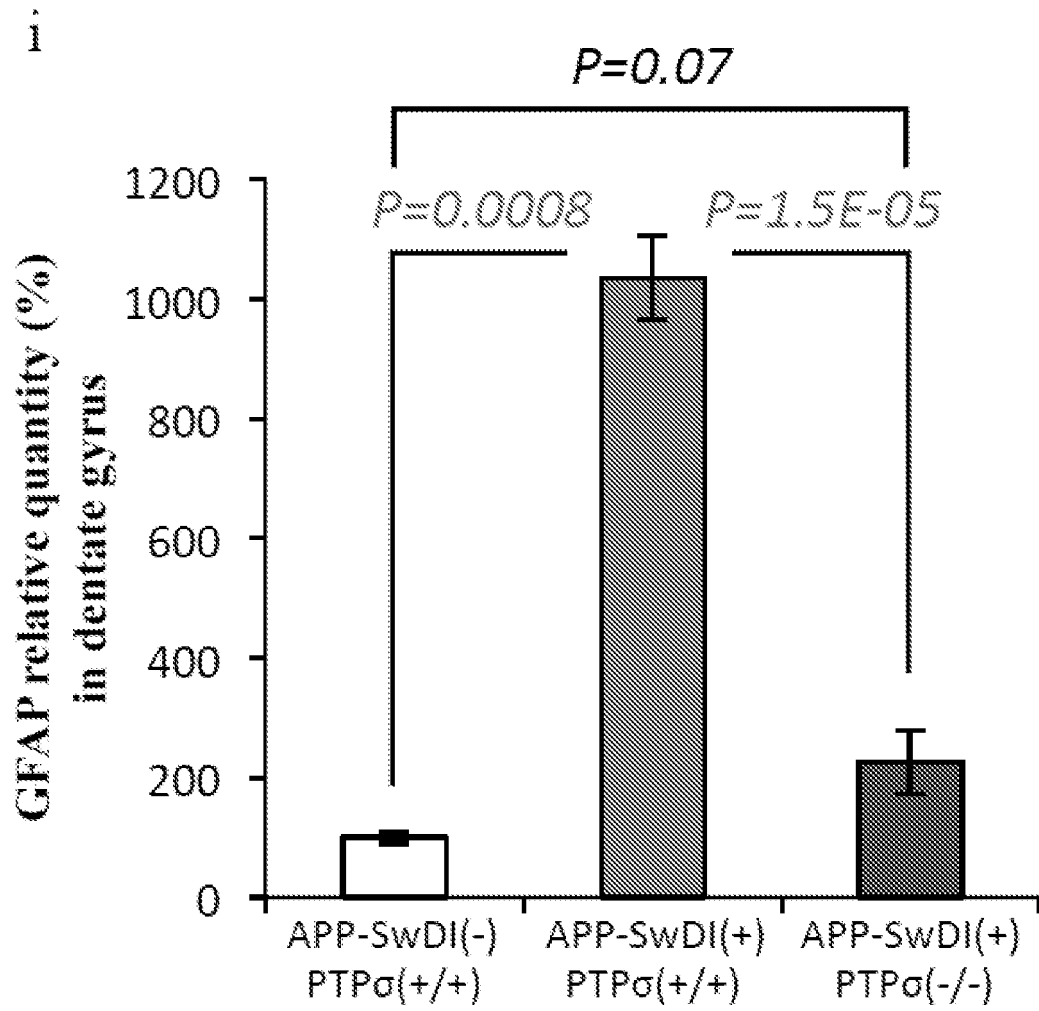 i
P=0.07
P=0.0008
P=1.5E-05
GFAP relative quantity (%)
in dentate gyrus
1200
1000
800
600
400
200
0
APP-SwDI(-)
PTPσ(+/+)
APP-SwDI(+)
PTPσ(+/+)
APP-SwDI(+)
PTPσ(-/-)